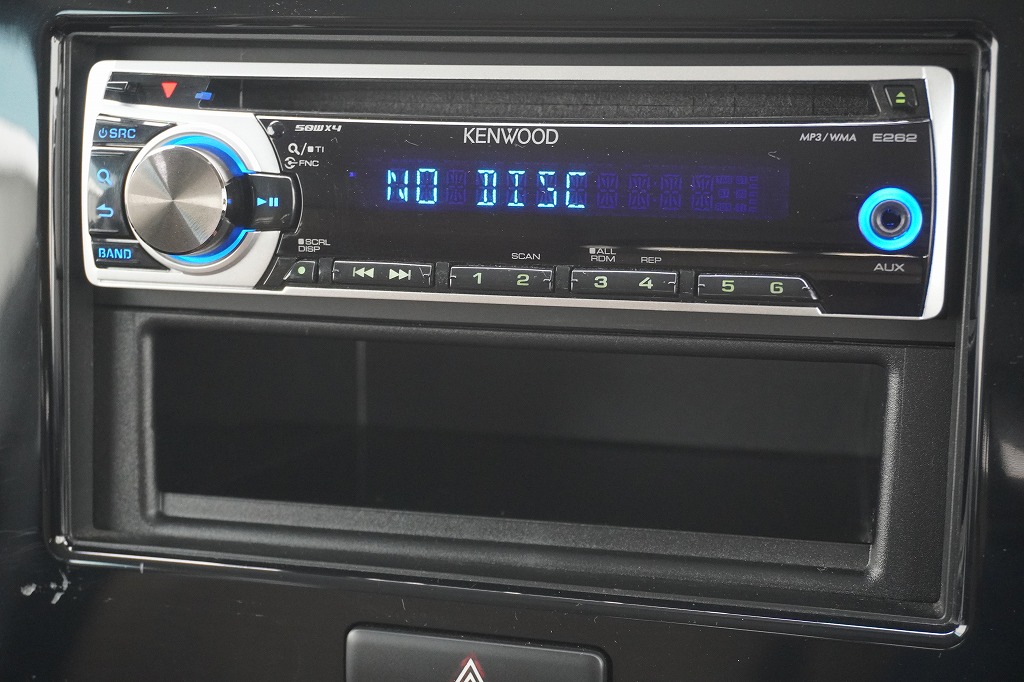 50WX4
KENWOOD
MP3/WMA
E262
SRC
TI
FNC
NO DISC
BAND
SCRL
DISP
SCAN
ALL
RDM
REP
AUX
1 2 3 4 5 6